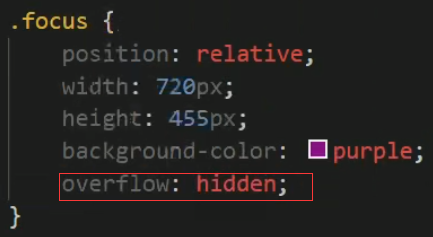 .focus {
position: relative;
width: 720px;
height: 455px;
background-color: purple;
overflow: hidden;
}